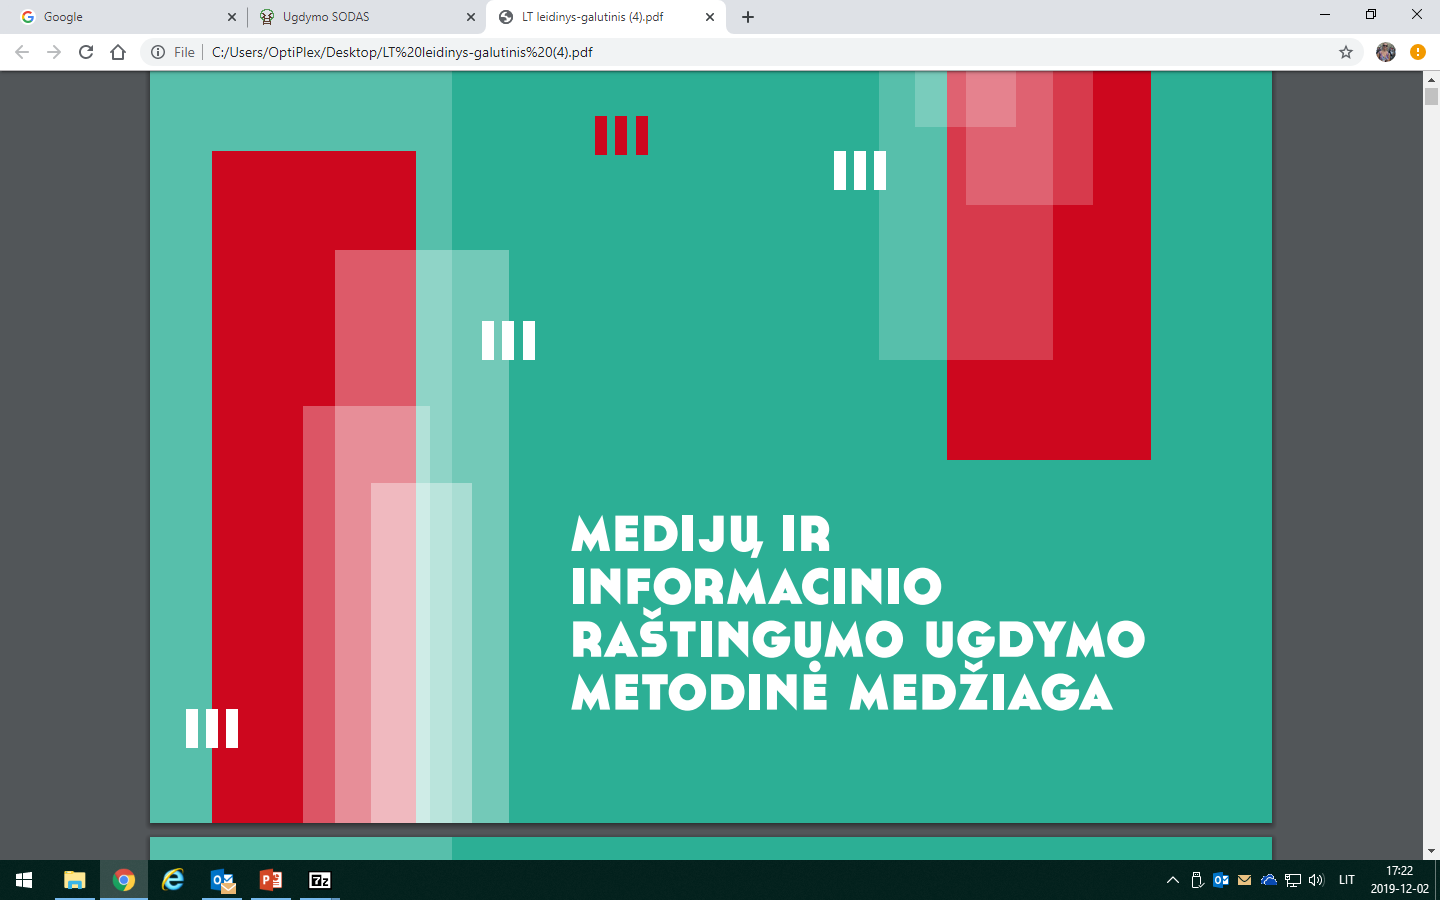 Google
Ugdymo SODAS
LT leidinys-galutinis (4).pdf
File
C:/Users/OptiPlex/Desktop/LT%20leidinys-galutinis%20(4).pdf
MEDIJŲ IR
INFORMACINIO
RAŠTINGUMO UGDYMO
METODINĖ MEDŽIAGA
LIT
17:22
2019-12-02